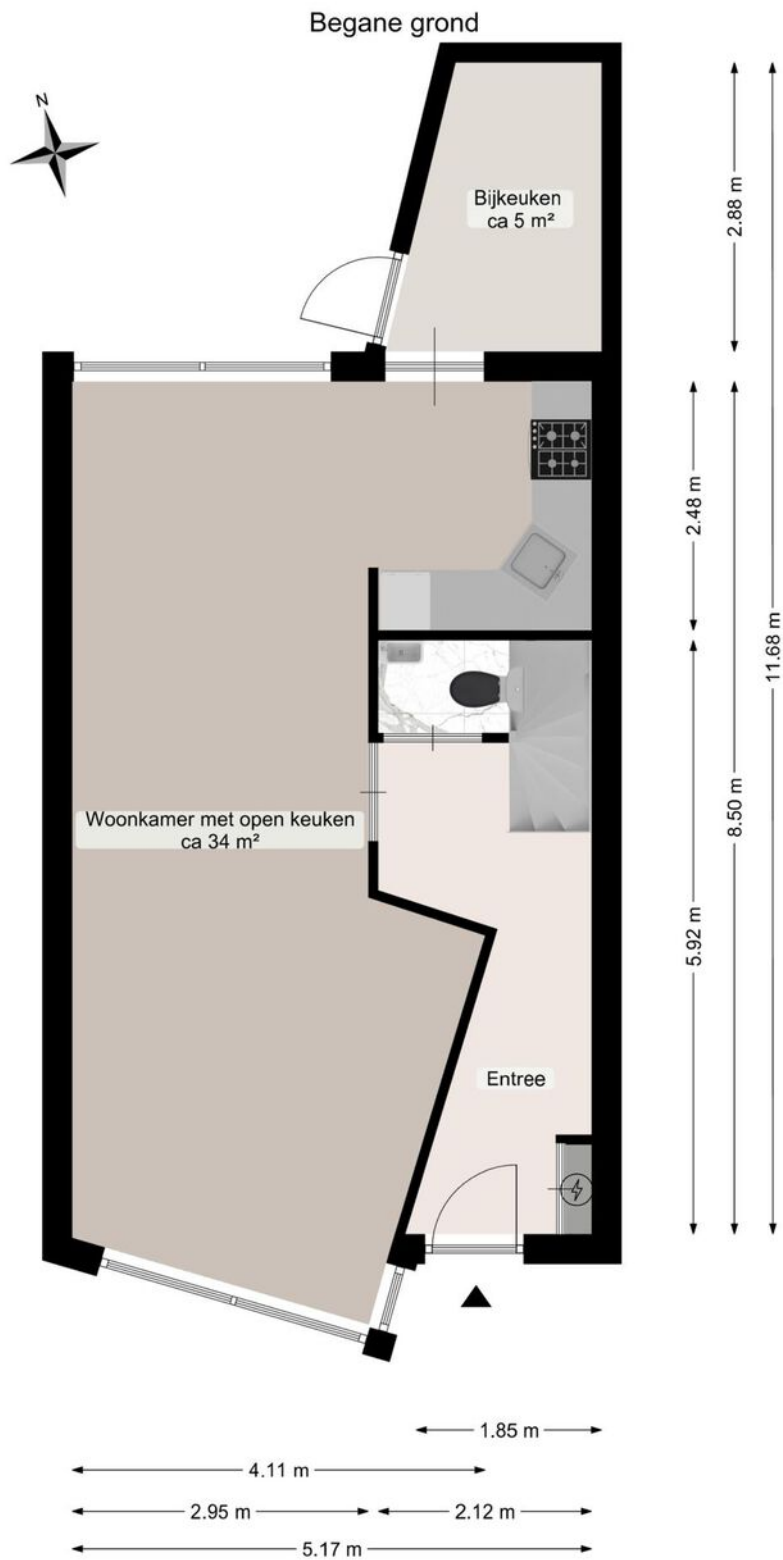 Begane grond
N
Bijkeuken
ca 5 m²
2.88 m
2.48 m
11.68 m
Woonkamer met open keuken
ca 34 m²
8.50 m
5.92 m
Entree
1.85 m
4.11 m
2.95 m
2.12 m
5.17 m